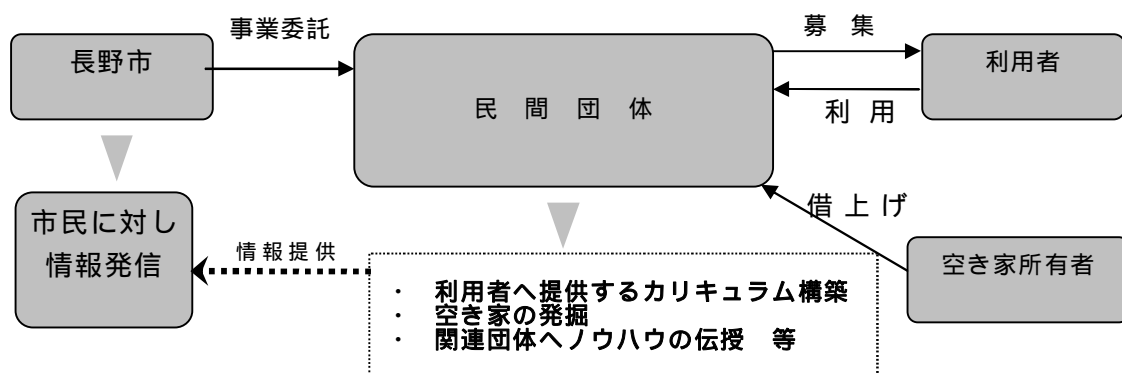 事業委託
募 集
長野市
民 間 団 体
利用者
利 用
市民に対し
情報発信
情報提供
借 上 げ
空き家所有者
・ 利用者へ提供するカリキュラム構築
・ 空き家の発掘
・ 関連団体へノウハウの伝授 等